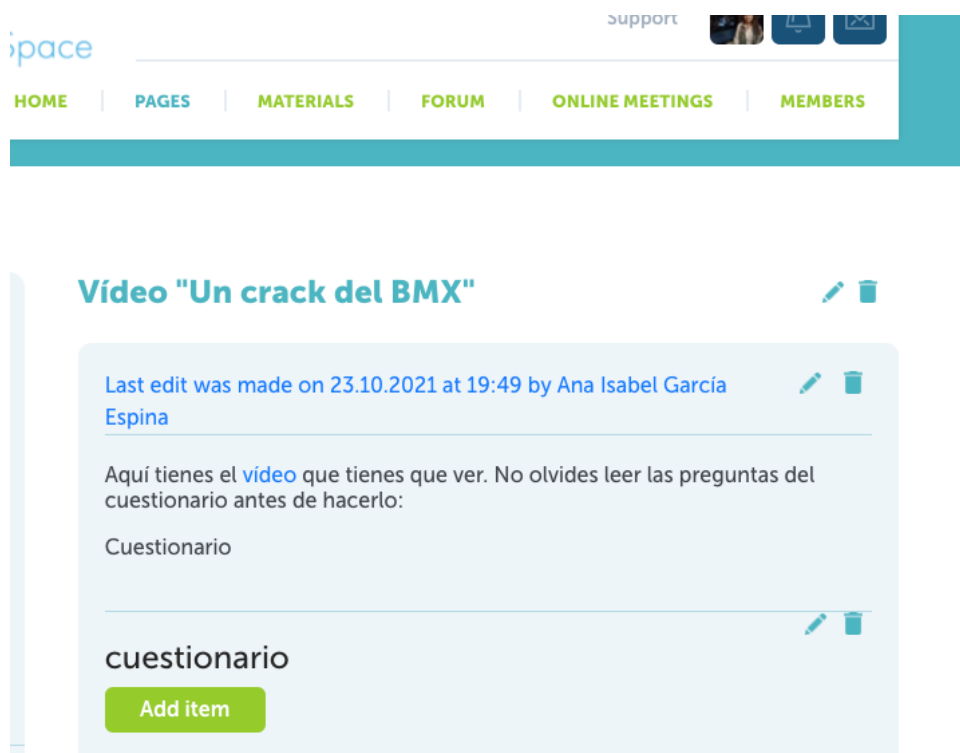 Support
Space
HOME
PAGES
MATERIALS
FORUM
ONLINE MEETINGS
MEMBERS
Vídeo "Un crack del BMX"
Last edit was made on 23.10.2021 at 19:49 by Ana Isabel García
Espina
Aquí tienes el vídeo que tienes que ver. No olvides leer las preguntas del
cuestionario antes de hacerlo:
Cuestionario
cuestionario
Add item